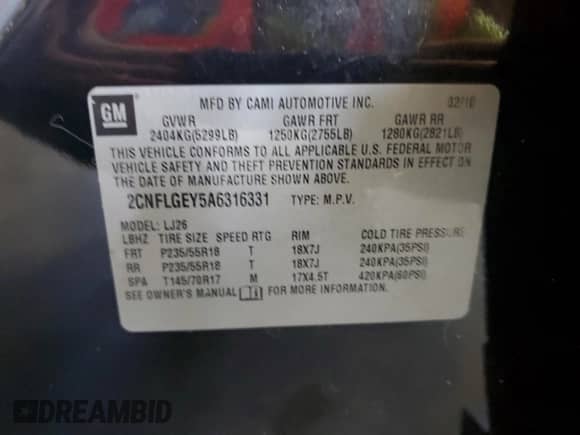 GM
MFD BY CAMI AUTOMOTIVE INC. 02/10
GVWR GAWR FRT GAWR RR
2404KG(5299LB) 1250KG(2755LB) 1280KG(2821LB)
THIS VEHICLE CONFORMS TO ALL APPLICABLE U.S. FEDERAL MOTOR
VEHICLE SAFETY AND THEFT PREVENTION STANDARDS IN EFFECT ON
THE DATE OF MANUFACTURE SHOWN ABOVE.
2CNFLGEY5A6316331 TYPE: M.P.V.
MODEL: LJ26
LBHZ TIRE SIZE SPEED RTG RIM COLD TIRE PRESSURE
FRT P235/55R18 T 18X7J 240KPA(35PSI)
RR P235/55R18 T 18X7J 240KPA(35PSI)
SPA T145/70R17 M 17X4.5T 420KPA(60PSI)
SEE OWNER'S MANUAL FOR MORE INFORMATION.
DREAMBID